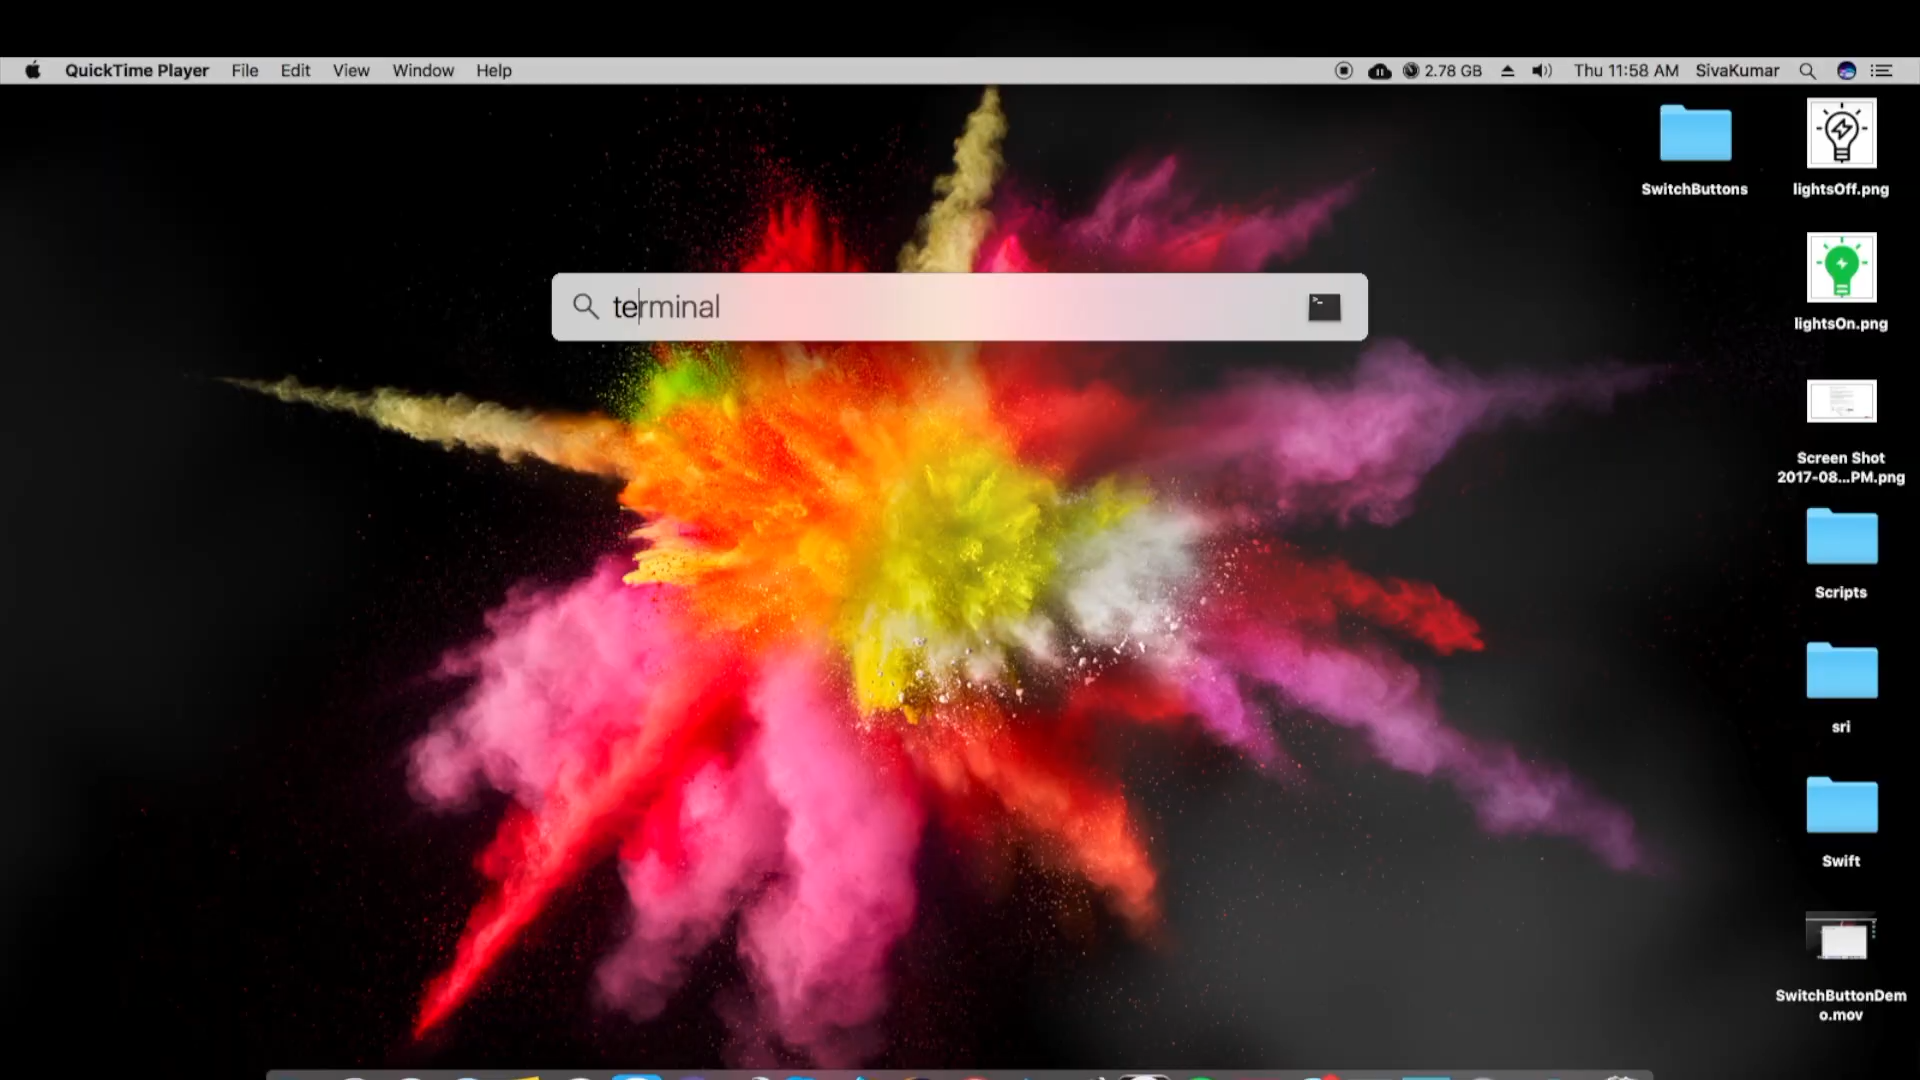 QuickTime Player File Edit View Window Help 2.78 GB Thu 11:58 AM SivaKumar
terminal
SwitchButtons
lightsOff.png
lightsOn.png
Screen Shot
2017-08...PM.png
Scripts
sri
Swift
SwitchButtonDem
o.mov